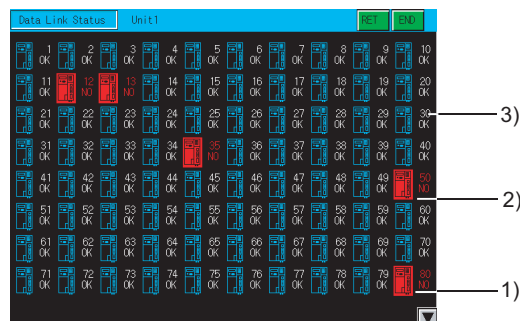 Data Link Status Unit1 RET END
1 2 3 4 5 6 7 8 9 10
OK OK OK OK OK OK OK OK OK OK
11 12 13 14 15 16 17 18 19 20
OK NO NO OK OK OK OK OK OK OK
21 22 23 24 25 26 27 28 29 30
OK OK OK OK OK OK OK OK OK OK
3)
31 32 33 34 35 36 37 38 39 40
OK OK OK OK NO OK OK OK OK OK
41 42 43 44 45 46 47 48 49 50
OK OK OK OK OK OK OK OK OK NO
2)
51 52 53 54 55 56 57 58 59 60
OK OK OK OK OK OK OK OK OK OK
61 62 63 64 65 66 67 68 69 70
OK OK OK OK OK OK OK OK OK OK
71 72 73 74 75 76 77 78 79 80
OK OK OK OK OK OK OK OK OK NO
1)